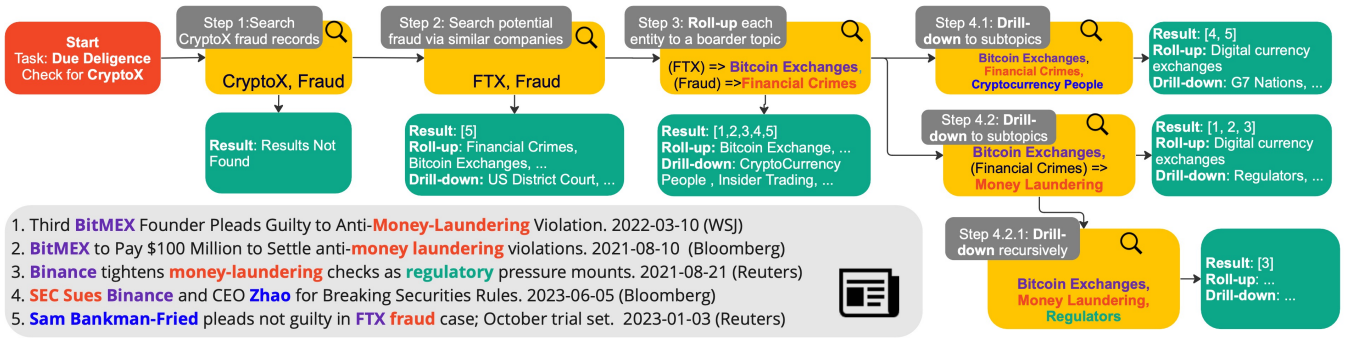 Start
Task: Due Deligence
Check for CryptoX
Step 1:Search
CryptoX fraud records
CryptoX, Fraud
Result: Results Not
Found
Step 2: Search potential
fraud via similar companies
FTX, Fraud
Result: [5]
Roll-up: Financial Crimes,
Bitcoin Exchanges, ...
Drill-down: US District Court, ...
Step 3: Roll-up each
entity to a boarder topic
(FTX) => Bitcoin Exchanges,
(Fraud) =>Financial Crimes
Result: [1,2,3,4,5]
Roll-up: Bitcoin Exchange, ...
Drill-down: CryptoCurrency
People , Insider Trading, ...
Step 4.1: Drill-
down to subtopics
Bitcoin Exchanges,
Financial Crimes,
Cryptocurrency People
Result: [4, 5]
Roll-up: Digital currency
exchanges
Drill-down: G7 Nations, ...
Step 4.2: Drill-
down to subtopics
Bitcoin Exchanges,
(Financial Crimes) =>
Money Laundering
Result: [1, 2, 3]
Roll-up: Digital currency
exchanges
Drill-down: Regulators, ...
Step 4.2.1: Drill-
down recursively
Bitcoin Exchanges,
Money Laundering,
Regulators
Result: [3]
Roll-up: ...
Drill-down: ...
1. Third BitMEX Founder Pleads Guilty to Anti-Money-Laundering Violation. 2022-03-10 (WSJ)
2. BitMEX to Pay $100 Million to Settle anti-money laundering violations. 2021-08-10 (Bloomberg)
3. Binance tightens money-laundering checks as regulatory pressure mounts. 2021-08-21 (Reuters)
4. SEC Sues Binance and CEO Zhao for Breaking Securities Rules. 2023-06-05 (Bloomberg)
5. Sam Bankman-Fried pleads not guilty in FTX fraud case; October trial set. 2023-01-03 (Reuters)